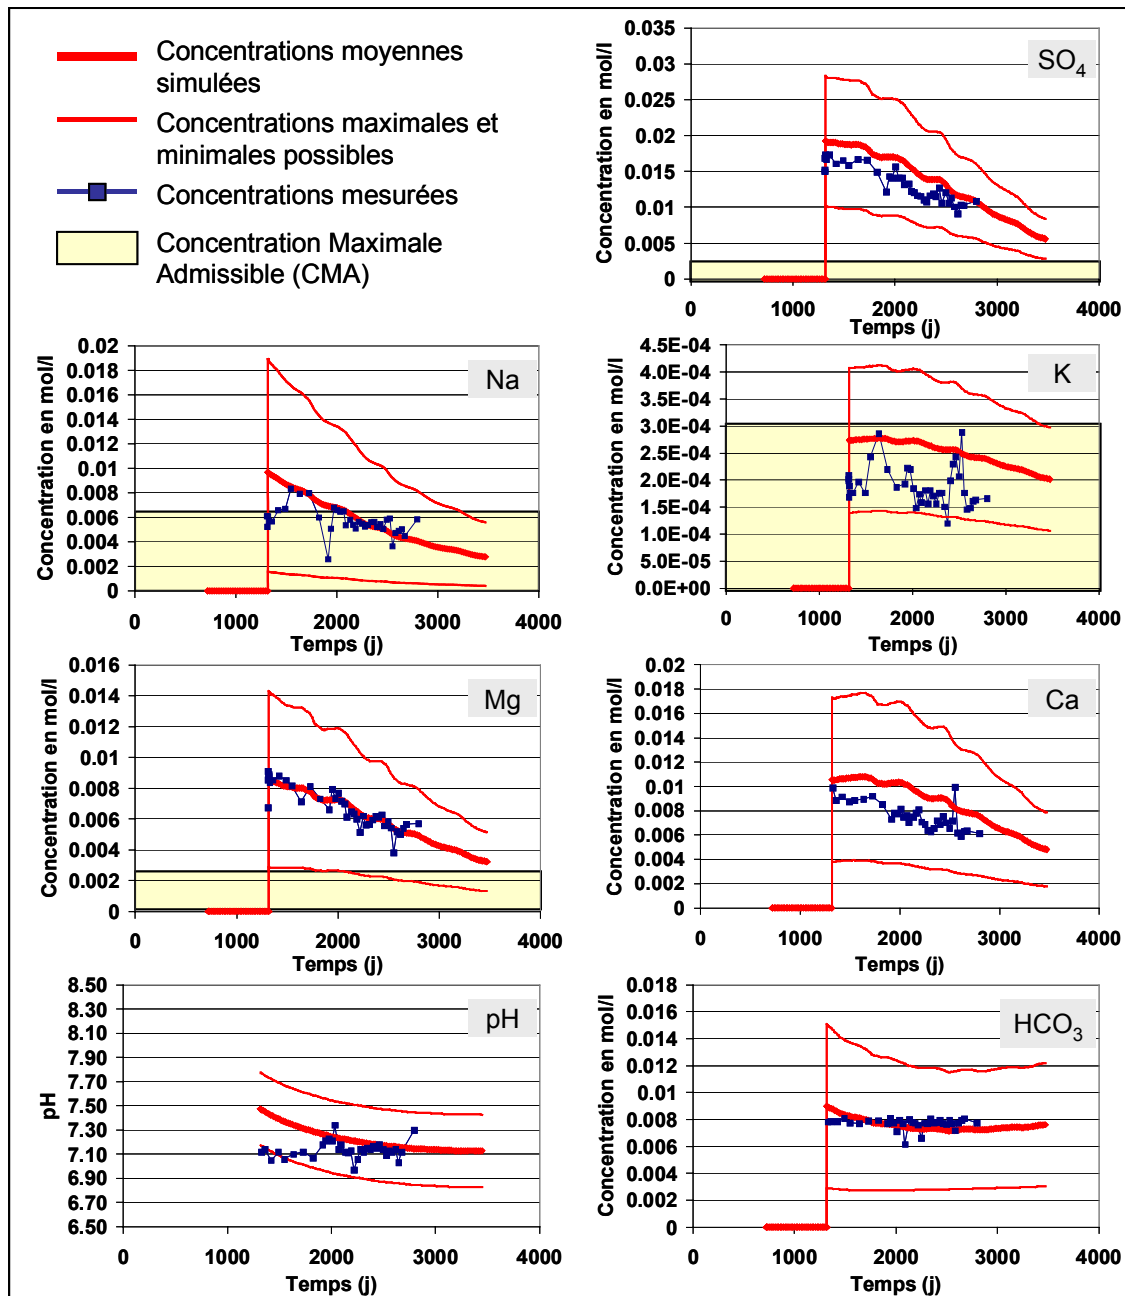 Concentrations moyennes
simulées
Concentrations maximales et
minimales possibles
Concentrations mesurées
Concentration Maximale
Admissible (CMA)
SO4
Concentration en mol/l
0.035
0.03
0.025
0.02
0.015
0.01
0.005
0
0 1000 2000 3000 4000
Temps (j)
Na
Concentration en mol/l
0.02
0.018
0.016
0.014
0.012
0.01
0.008
0.006
0.004
0.002
0
0 1000 2000 3000 4000
Temps (j)
K
Concentration en mol/l
4.5E-04
4.0E-04
3.5E-04
3.0E-04
2.5E-04
2.0E-04
1.5E-04
1.0E-04
5.0E-05
0.0E+00
0 1000 2000 3000 4000
Temps (j)
Mg
Concentration en mol/l
0.016
0.014
0.012
0.01
0.008
0.006
0.004
0.002
0
0 1000 2000 3000 4000
Temps (j)
Ca
Concentration en mol/l
0.02
0.018
0.016
0.014
0.012
0.01
0.008
0.006
0.004
0.002
0
0 1000 2000 3000 4000
Temps (j)
pH
pH
8.50
8.30
8.10
7.90
7.70
7.50
7.30
7.10
6.90
6.70
6.50
0 1000 2000 3000 4000
Temps (j)
HCO3
Concentration en mol/l
0.018
0.016
0.014
0.012
0.01
0.008
0.006
0.004
0.002
0
0 1000 2000 3000 4000
Temps (j)